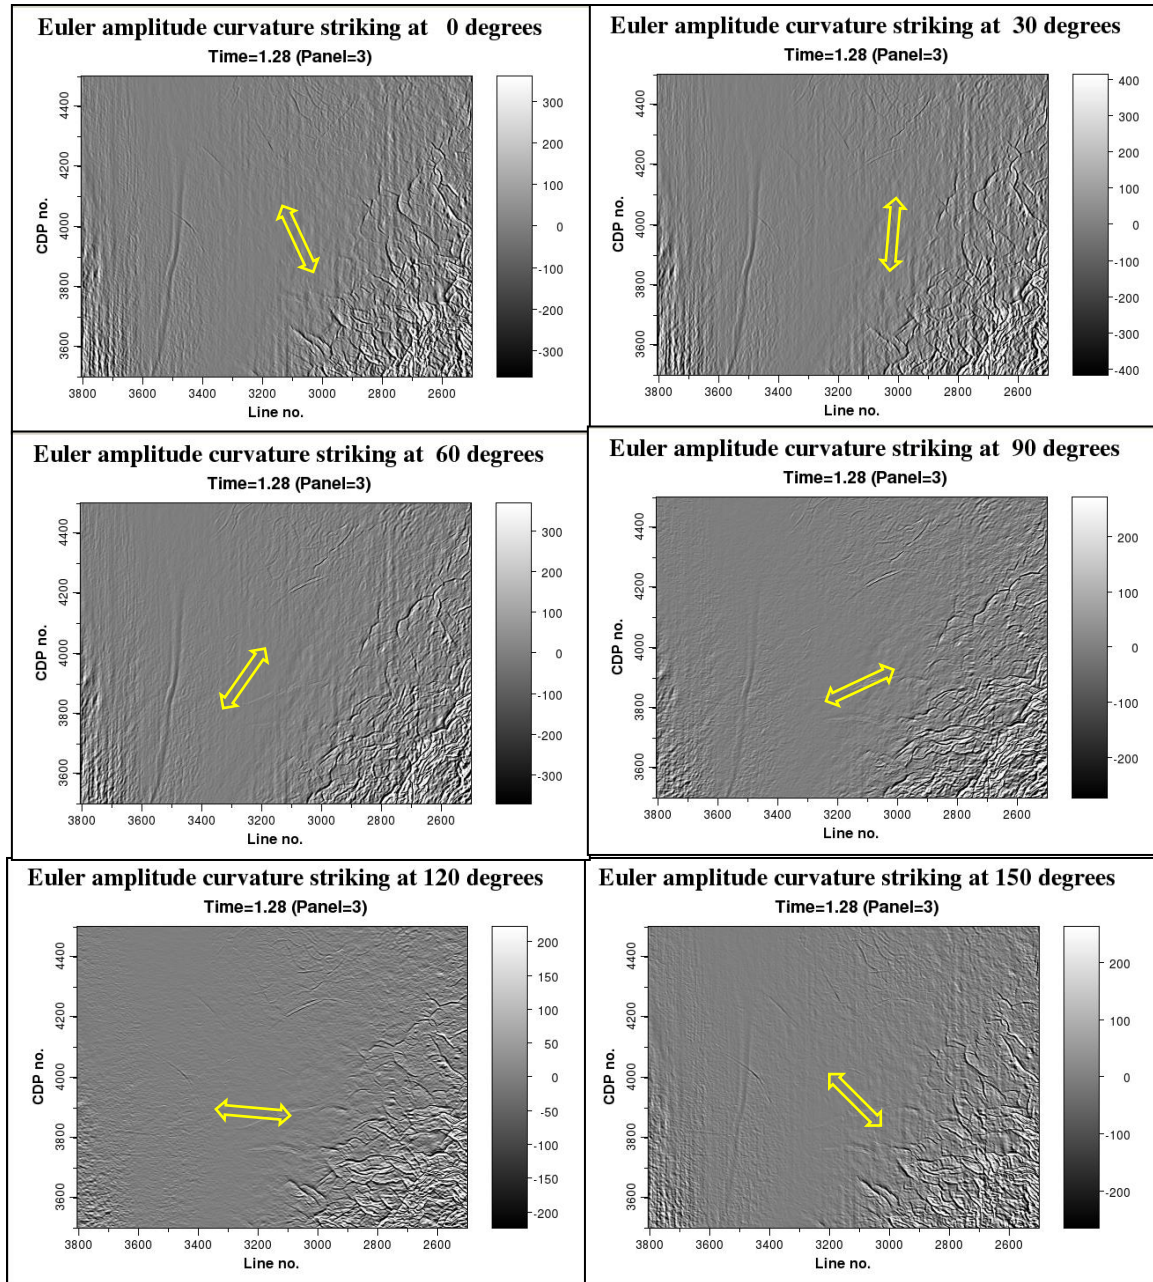 Euler amplitude curvature striking at 0 degrees
Time=1.28 (Panel=3)
CDP no.
4400
4200
4000
3800
3600
3800 3600 3400 3200 3000 2800 2600
Line no.
300
200
100
0
-100
-200
-300
Euler amplitude curvature striking at 30 degrees
Time=1.28 (Panel=3)
CDP no.
4400
4200
4000
3800
3600
3800 3600 3400 3200 3000 2800 2600
Line no.
400
300
200
100
0
-100
-200
-300
-400
Euler amplitude curvature striking at 60 degrees
Time=1.28 (Panel=3)
CDP no.
4400
4200
4000
3800
3600
3800 3600 3400 3200 3000 2800 2600
Line no.
300
200
100
0
-100
-200
-300
Euler amplitude curvature striking at 90 degrees
Time=1.28 (Panel=3)
CDP no.
4400
4200
4000
3800
3600
3800 3600 3400 3200 3000 2800 2600
Line no.
200
100
0
-100
-200
Euler amplitude curvature striking at 120 degrees
Time=1.28 (Panel=3)
CDP no.
4400
4200
4000
3800
3600
3800 3600 3400 3200 3000 2800 2600
Line no.
200
150
100
50
0
-50
-100
-150
-200
Euler amplitude curvature striking at 150 degrees
Time=1.28 (Panel=3)
CDP no.
4400
4200
4000
3800
3600
3800 3600 3400 3200 3000 2800 2600
Line no.
200
100
0
-100
-200